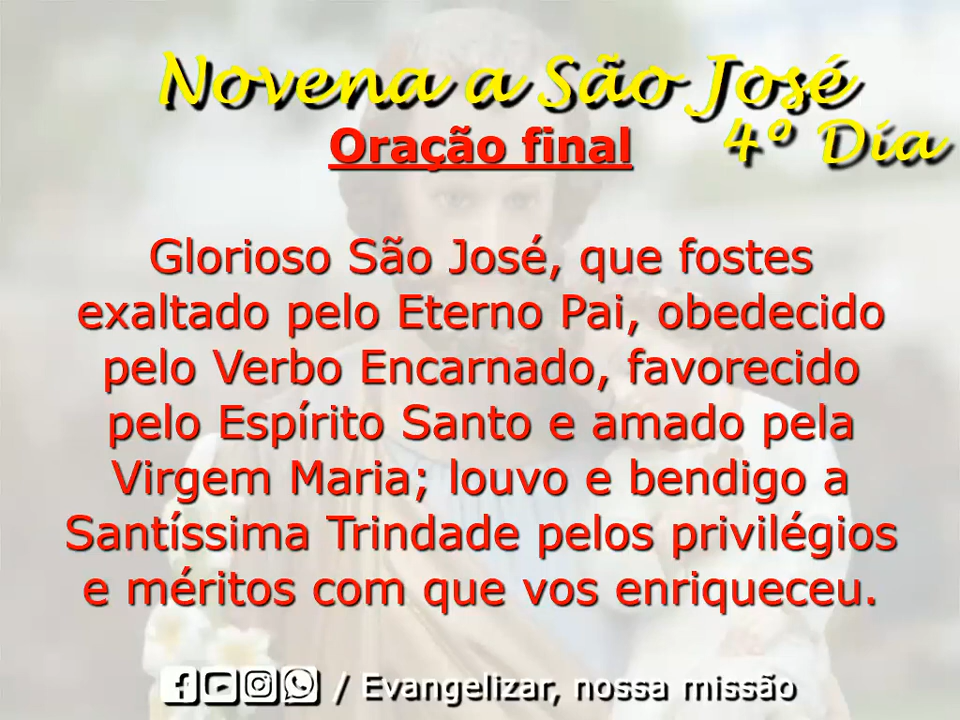 Novena a São José
4º Dia
Oração final
Glorioso São José, que fostes
exaltado pelo Eterno Pai, obedecido
pelo Verbo Encarnado, favorecido
pelo Espírito Santo e amado pela
Virgem Maria; louvo e bendigo a
Santíssima Trindade pelos privilégios
e méritos com que vos enriqueceu.
/ Evangelizar, nossa missão